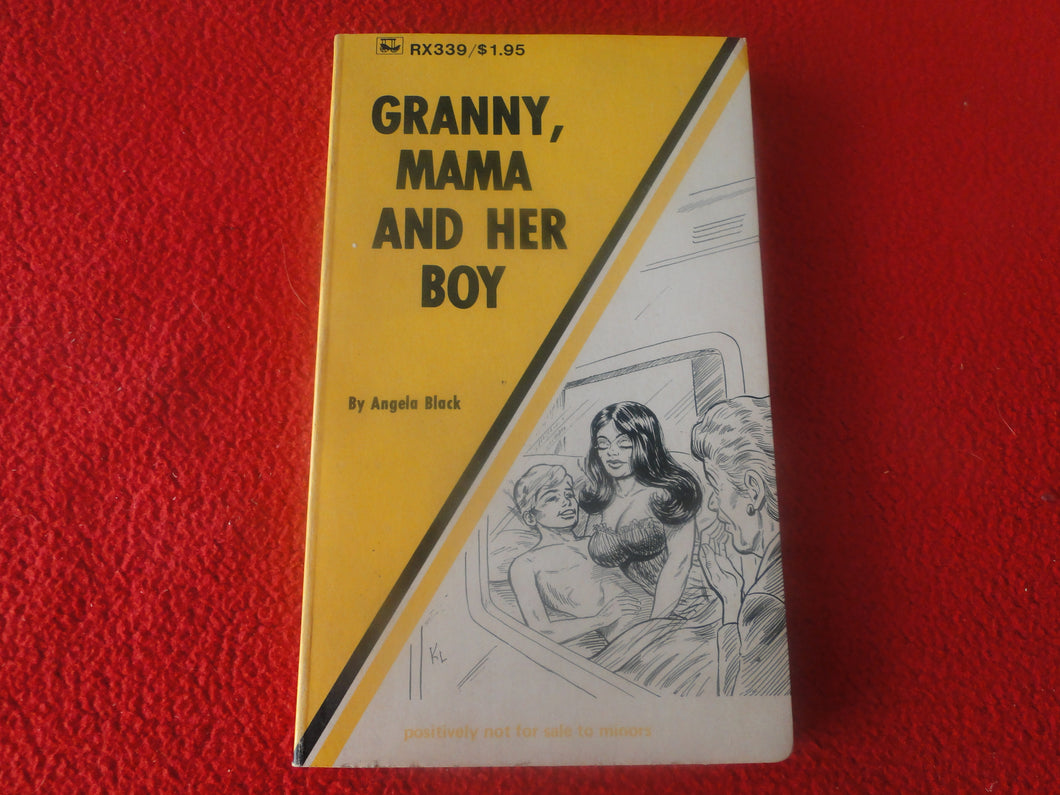 RX339/$1.95
GRANNY,
MAMA
AND HER
BOY
By Angela Black
KL
positively not for sale to minors